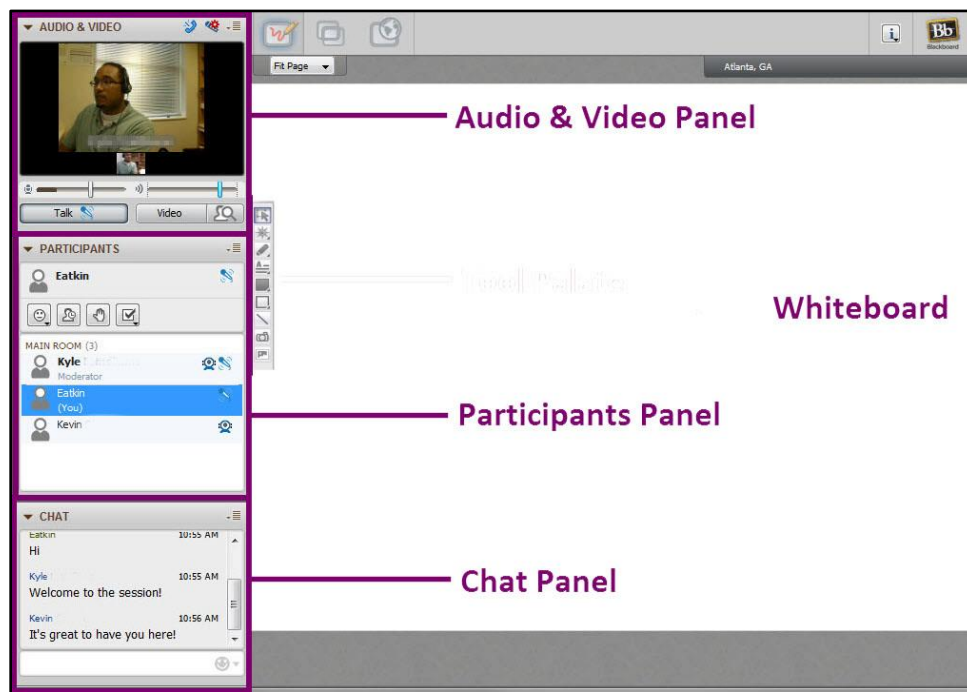 AUDIO & VIDEO
Fit Page
Atlanta, GA
Bb
Blackboard
Audio & Video Panel
Talk
Video
PARTICIPANTS
Eatkin
Whiteboard
MAIN ROOM (3)
Kyle
Moderator
Eatkin
(You)
Kevin
Participants Panel
CHAT
Eatkin 10:55 AM
Hi
Kyle 10:55 AM
Welcome to the session!
Kevin 10:56 AM
It's great to have you here!
Chat Panel